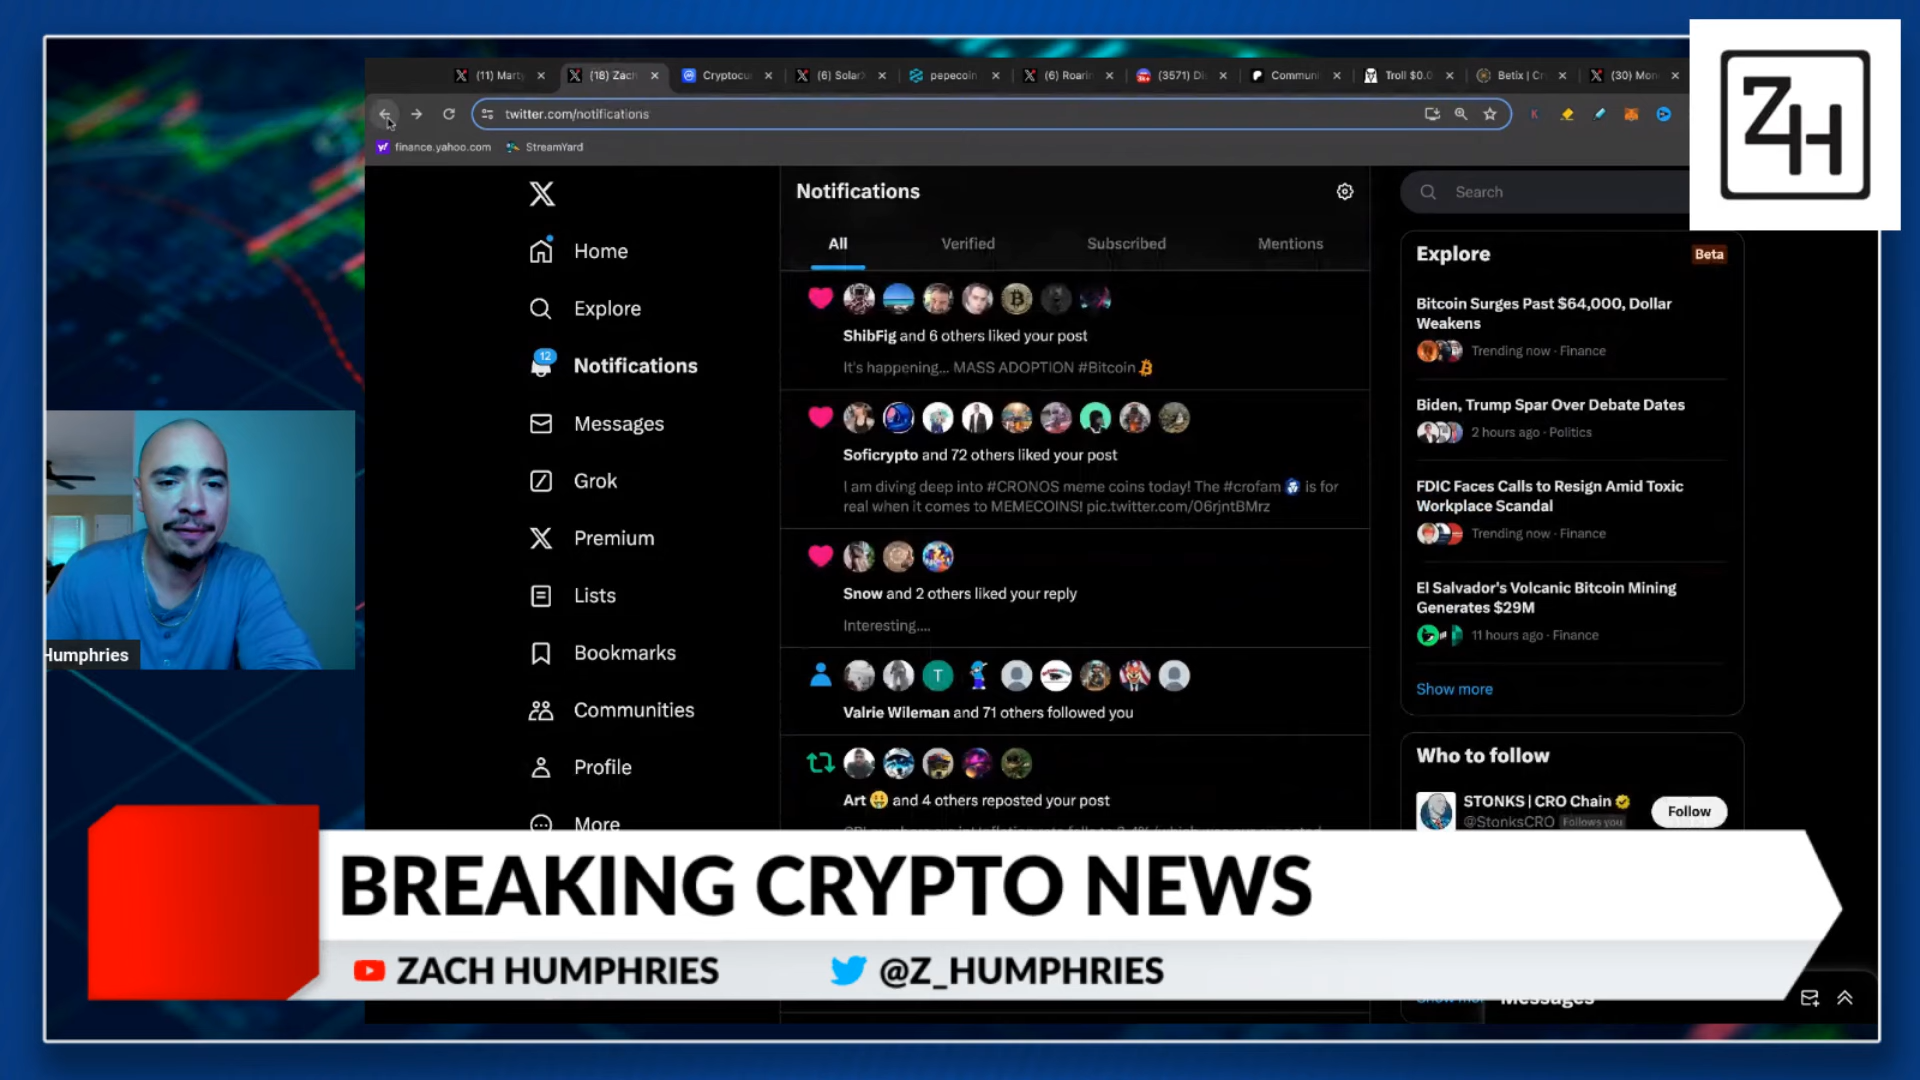 (11) Marty
(18) Zach
Cryptocu
(6) Solar
pepecoin
(6) Roarin
(3571) Di
Communi
Troll $0.0
Betix | Cr
(30) Mon
twitter.com/notifications
finance.yahoo.com
StreamYard
ZH
Home
Explore
12
Notifications
Messages
Grok
Premium
Lists
Bookmarks
Communities
Profile
More
Notifications
All
Verified
Subscribed
Mentions
ShibFig and 6 others liked your post
It's happening... MASS ADOPTION #Bitcoin
Soficrypto and 72 others liked your post
I am diving deep into #CRONOS meme coins today! The #crofam is for
real when it comes to MEMECOINS! pic.twitter.com/06rjntBMrz
Snow and 2 others liked your reply
Interesting....
T
Valrie Wileman and 71 others followed you
Art and 4 others reposted your post
Search
Explore
Beta
Bitcoin Surges Past $64,000, Dollar
Weakens
Trending now · Finance
Biden, Trump Spar Over Debate Dates
2 hours ago · Politics
FDIC Faces Calls to Resign Amid Toxic
Workplace Scandal
Trending now · Finance
El Salvador's Volcanic Bitcoin Mining
Generates $29M
11 hours ago · Finance
Show more
Who to follow
STONKS | CRO Chain
@StonksCRO Follows you
Follow
Messages
Humphries
BREAKING CRYPTO NEWS
ZACH HUMPHRIES
@Z_HUMPHRIES